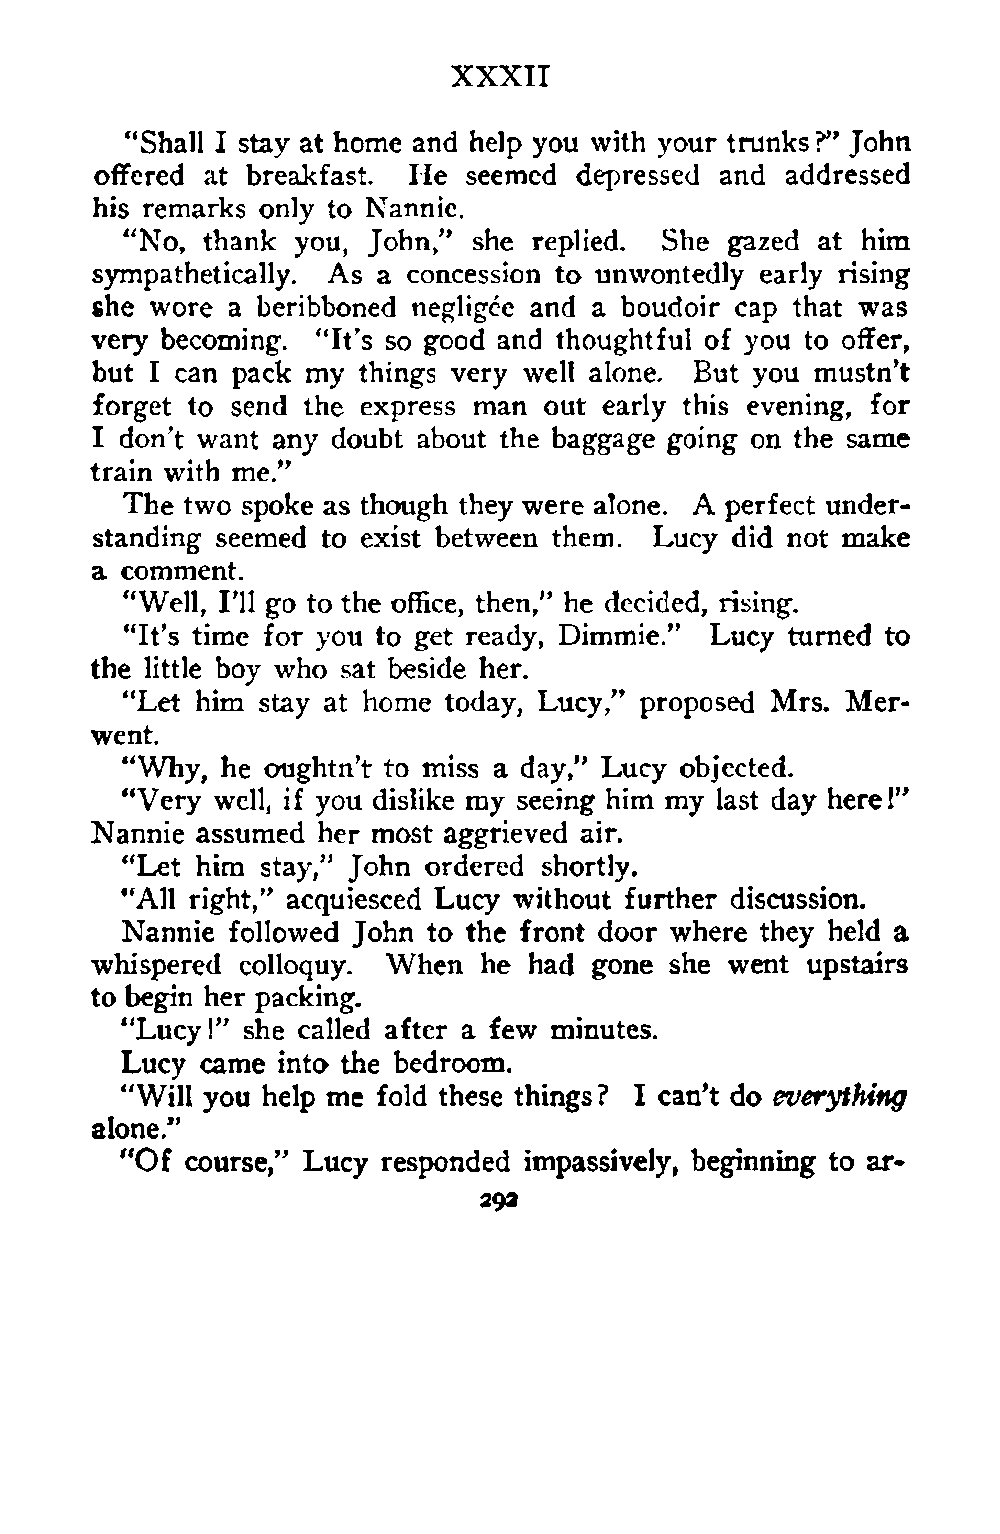 XXXII
“Shall I stay at home and help you with your trunks?” John
offered at breakfast. He seemed depressed and addressed
his remarks only to Nannie.
“No, thank you, John,” she replied. She gazed at him
sympathetically. As a concession to unwontedly early rising
she wore a beribboned negligée and a boudoir cap that was
very becoming. “It’s so good and thoughtful of you to offer,
but I can pack my things very well alone. But you mustn’t
forget to send the express man out early this evening, for
I don’t want any doubt about the baggage going on the same
train with me.”
The two spoke as though they were alone. A perfect under-
standing seemed to exist between them. Lucy did not make
a comment.
“Well, I’ll go to the office, then,” he decided, rising.
“It’s time for you to get ready, Dimmie.” Lucy turned to
the little boy who sat beside her.
“Let him stay at home today, Lucy,” proposed Mrs. Mer-
went.
“Why, he oughtn’t to miss a day,” Lucy objected.
“Very well, if you dislike my seeing him my last day here!”
Nannie assumed her most aggrieved air.
“Let him stay,” John ordered shortly.
“All right,” acquiesced Lucy without further discussion.
Nannie followed John to the front door where they held a
whispered colloquy. When he had gone she went upstairs
to begin her packing.
“Lucy!” she called after a few minutes.
Lucy came into the bedroom.
“Will you help me fold these things? I can’t do everything
alone.”
“Of course,” Lucy responded impassively, beginning to ar-
292